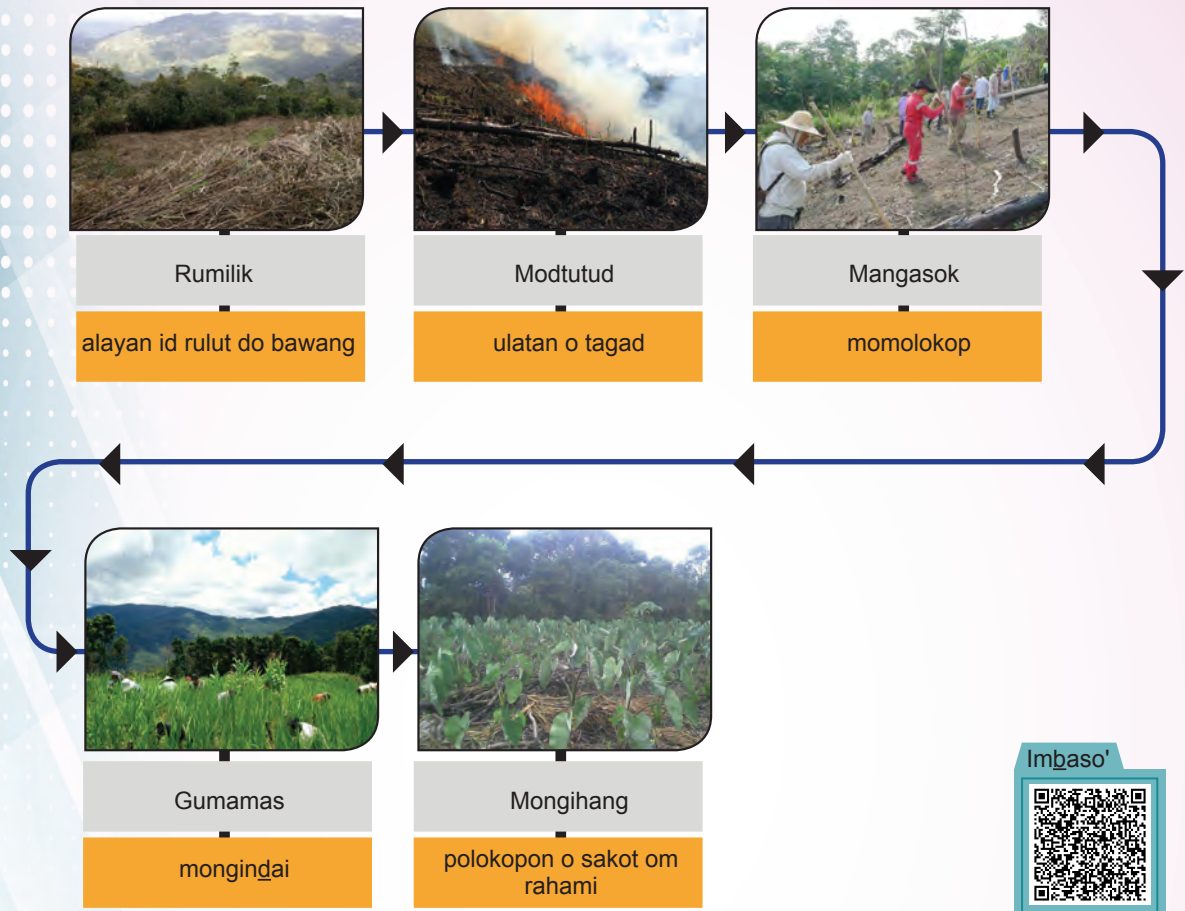 Rumilik
alayan id rulut do bawang
Modtutud
ulatan o tagad
Mangasok
momolokop
Gumamas
mongindai
Mongihang
polokopon o sakot om
rahami
Imbaso'